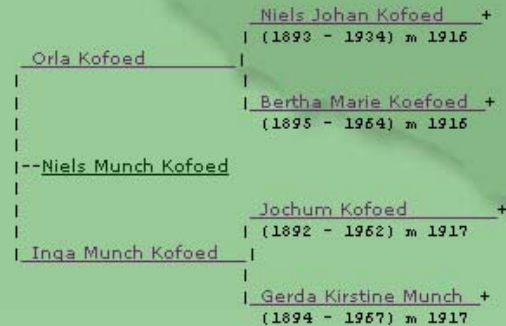 Niels Johan Kofoed +
(1893 - 1934) m 1916
Orla Kofoed
Bertha Marie Koefoed +
(1895 - 1964) m 1916
--Niels Munch Kofoed
Jochum Kofoed +
(1892 - 1962) m 1917
Inga Munch Kofoed
Gerda Kirstine Munch +
(1894 - 1967) m 1917